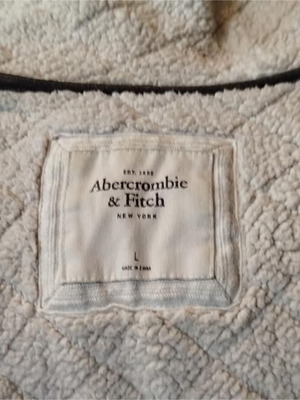 EST. 1892
Abercrombie
& Fitch
NEW YORK
L
MADE IN CHINA